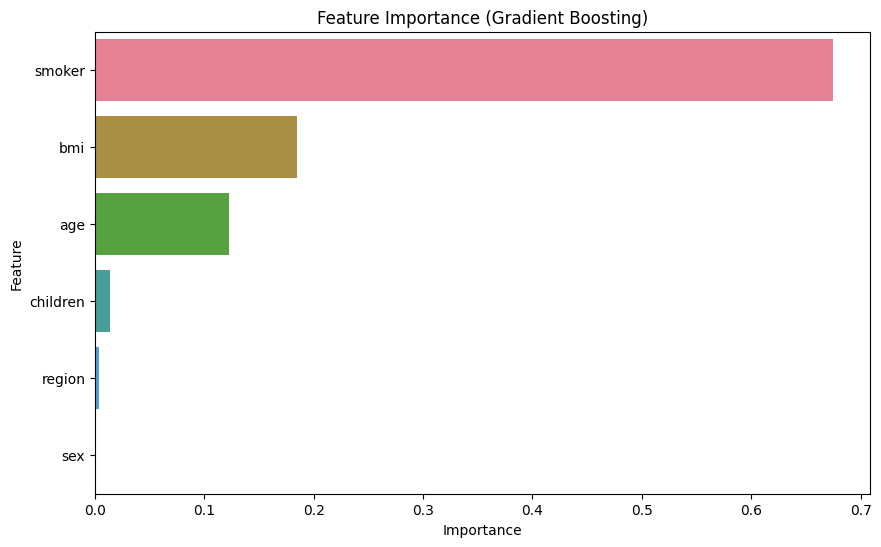 Feature Importance (Gradient Boosting)
smoker
bmi
age
children
region
sex
Feature
0.0 0.1 0.2 0.3 0.4 0.5 0.6 0.7
Importance